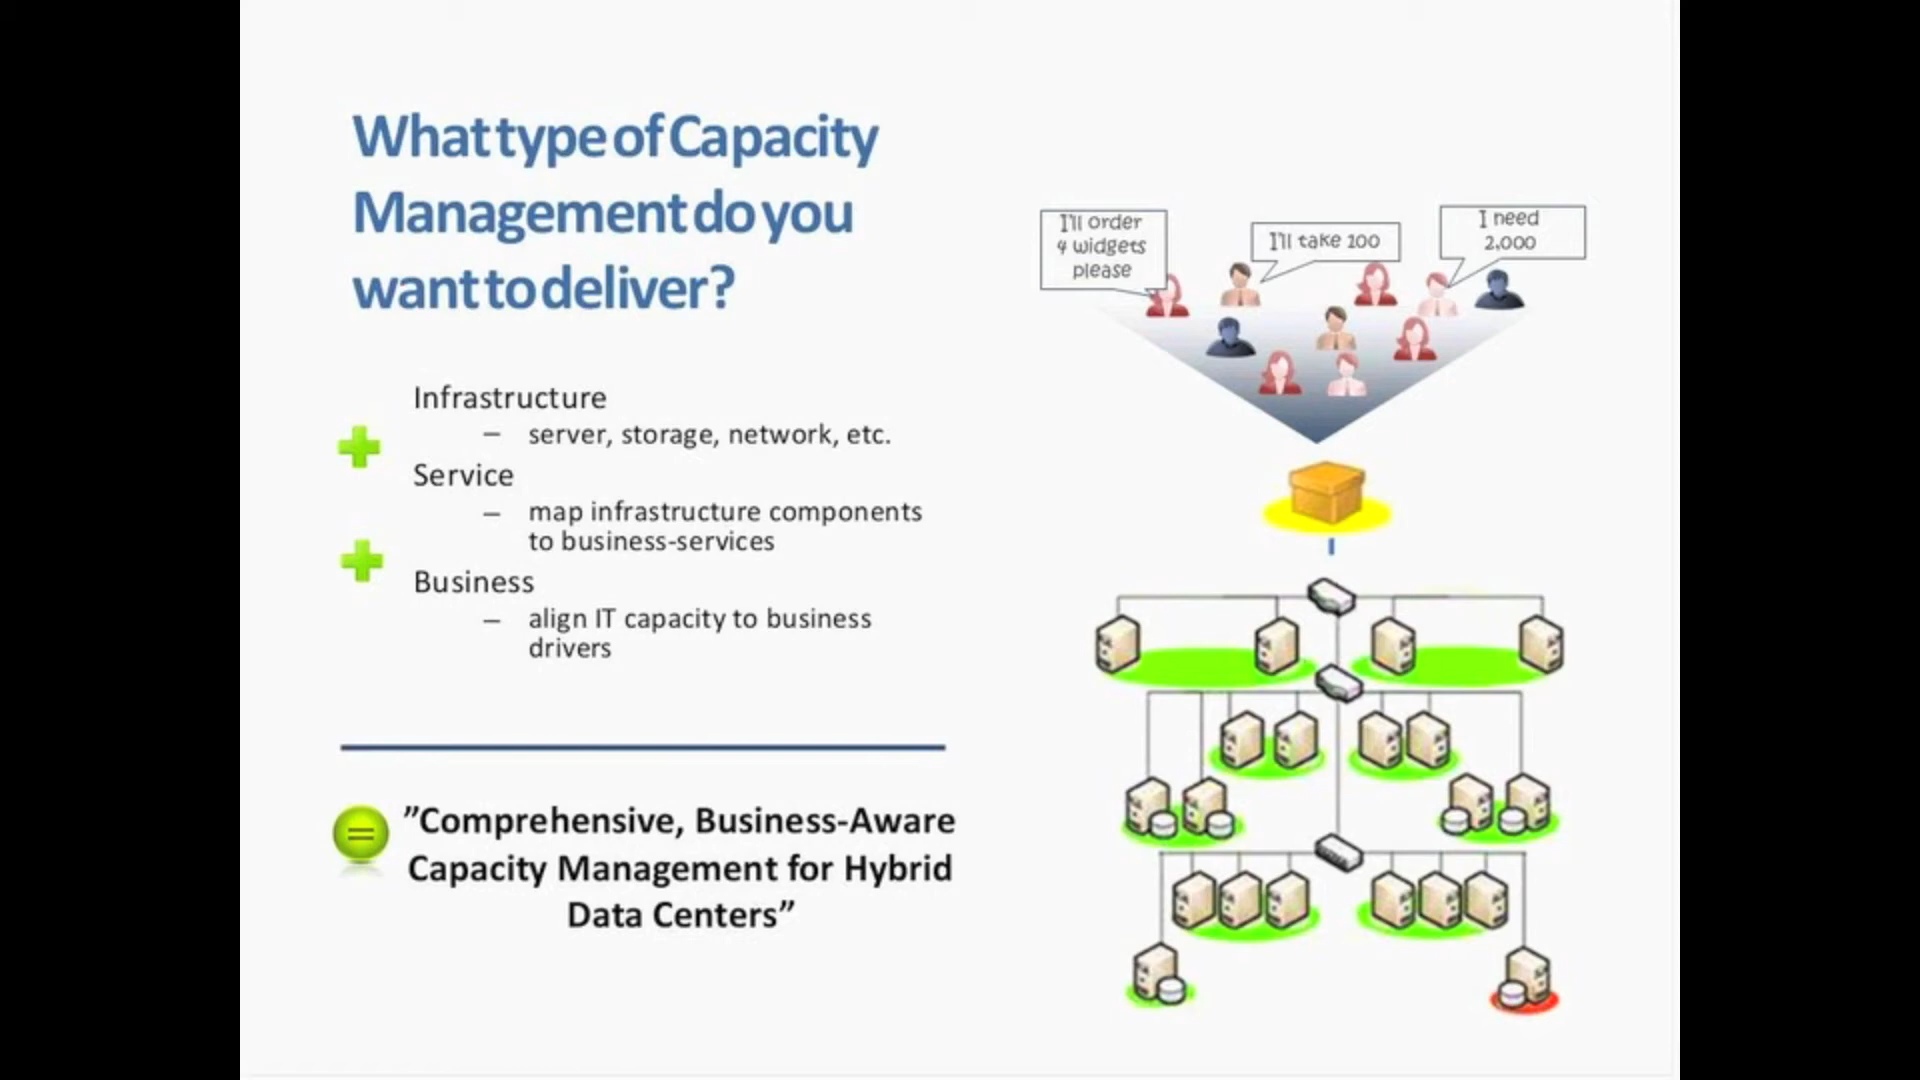 What type of Capacity
Management do you
want to deliver?
Infrastructure
– server, storage, network, etc.
Service
– map infrastructure components
to business-services
Business
– align IT capacity to business
drivers
”Comprehensive, Business-Aware
Capacity Management for Hybrid
Data Centers”
I'll order
4 widgets
please
I'll take 100
I need
2,000